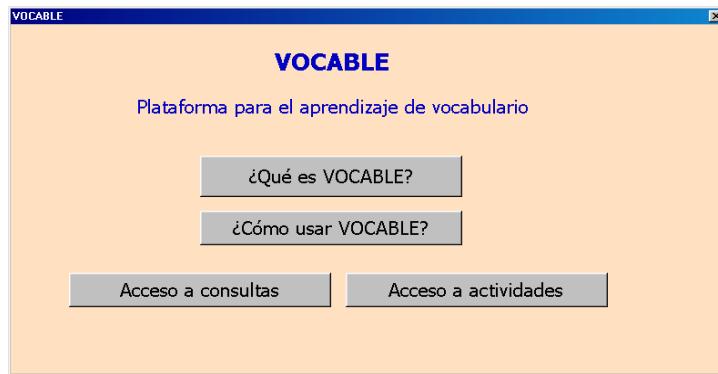 VOCABLE
VOCABLE
Plataforma para el aprendizaje de vocabulario
¿Qué es VOCABLE?
¿Cómo usar VOCABLE?
Acceso a consultas
Acceso a actividades